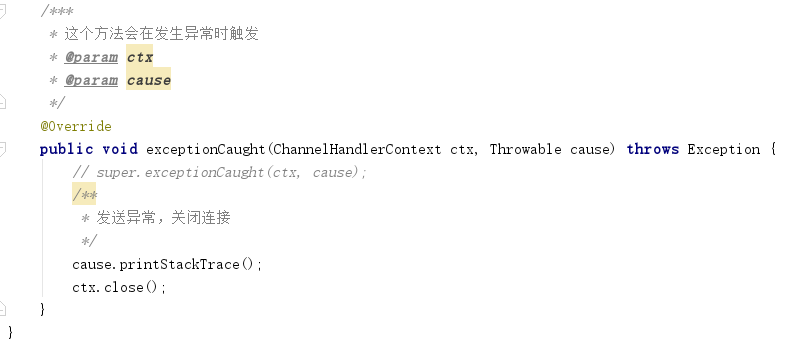 /***
* 这个方法会在发生异常时触发
* @param ctx
* @param cause
*/
@Override
public void exceptionCaught(ChannelHandlerContext ctx, Throwable cause) throws Exception {
// super.exceptionCaught(ctx, cause);
/**
* 发送异常，关闭连接
*/
cause.printStackTrace();
ctx.close();
}
}